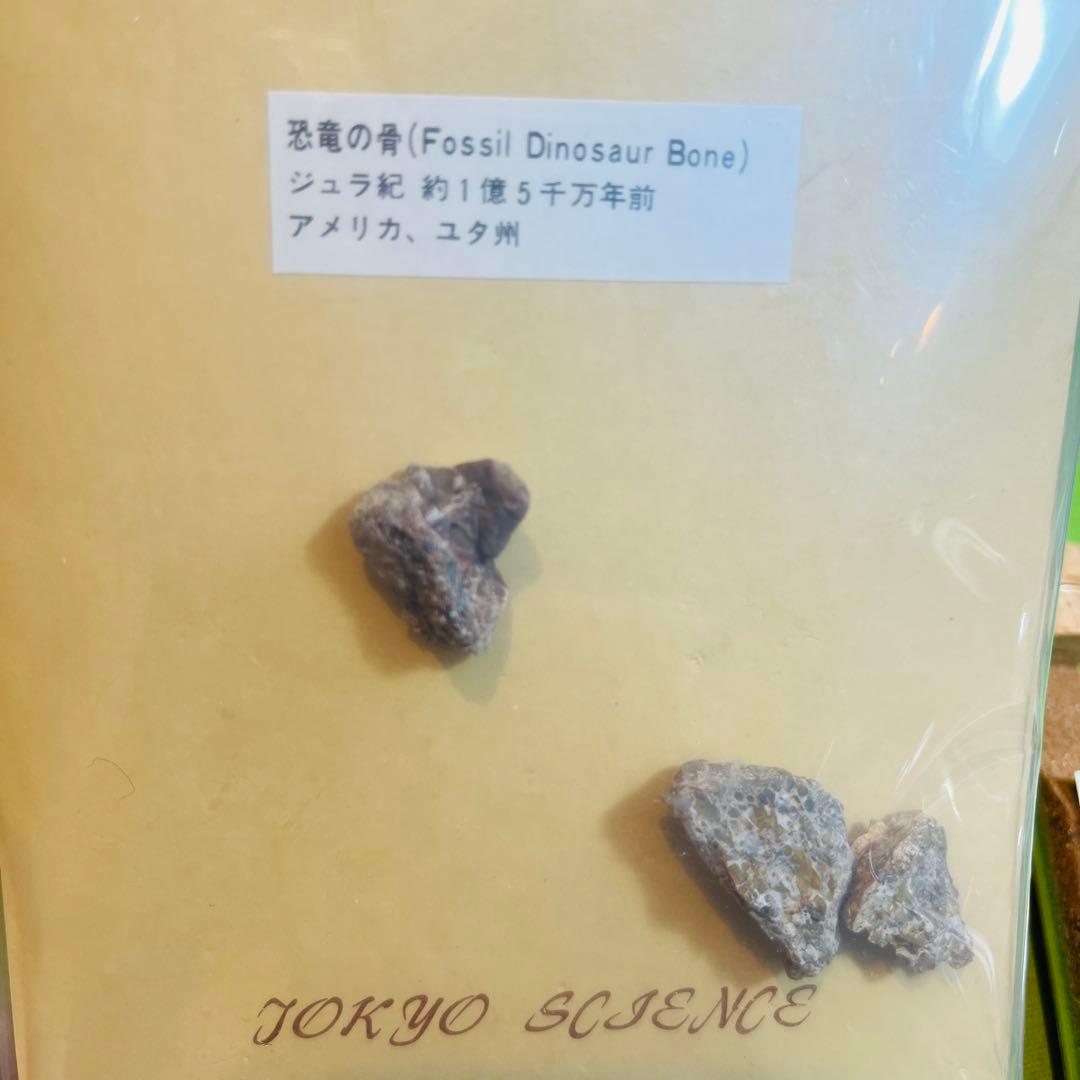 恐竜の骨(Fossil Dinosaur Bone)
ジュラ紀 約1億5千万年前
アメリカ、ユタ州
TOKYO SCIENCE